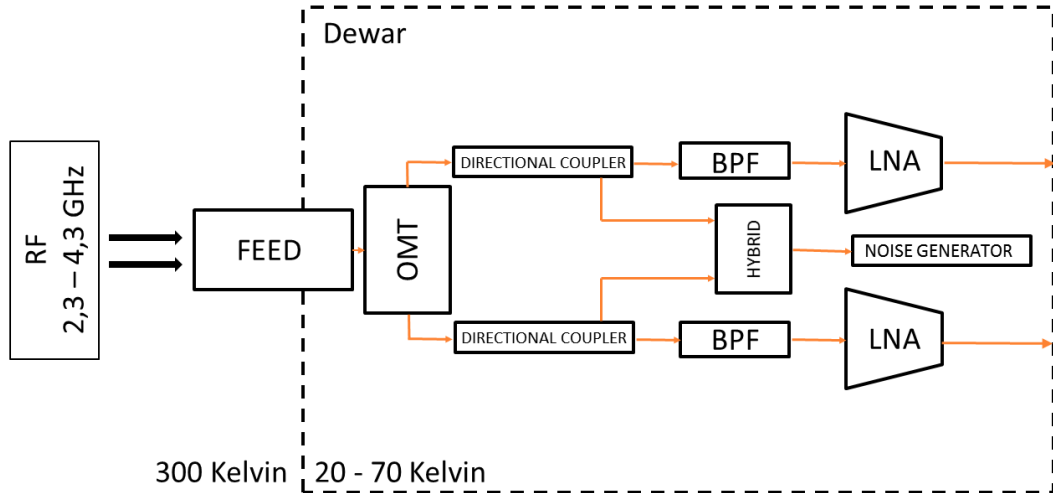 Dewar
RF
2,3 – 4,3 GHz
FEED
OMT
DIRECTIONAL COUPLER
BPF
LNA
HYBRID
NOISE GENERATOR
DIRECTIONAL COUPLER
BPF
LNA
300 Kelvin
20 - 70 Kelvin